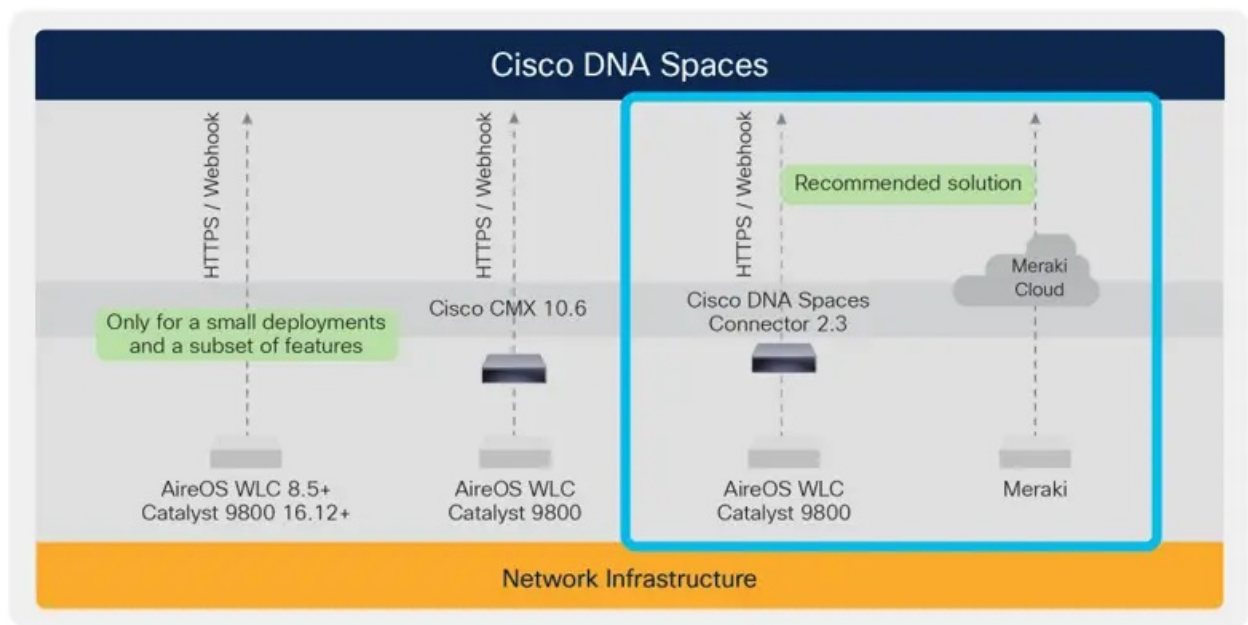 Cisco DNA Spaces
HTTPS / Webhook
HTTPS / Webhook
HTTPS / Webhook
Recommended solution
Meraki
Cloud
Only for a small deployments
and a subset of features
Cisco CMX 10.6
Cisco DNA Spaces
Connector 2.3
AireOS WLC 8.5+
Catalyst 9800 16.12+
AireOS WLC
Catalyst 9800
AireOS WLC
Catalyst 9800
Meraki
Network Infrastructure